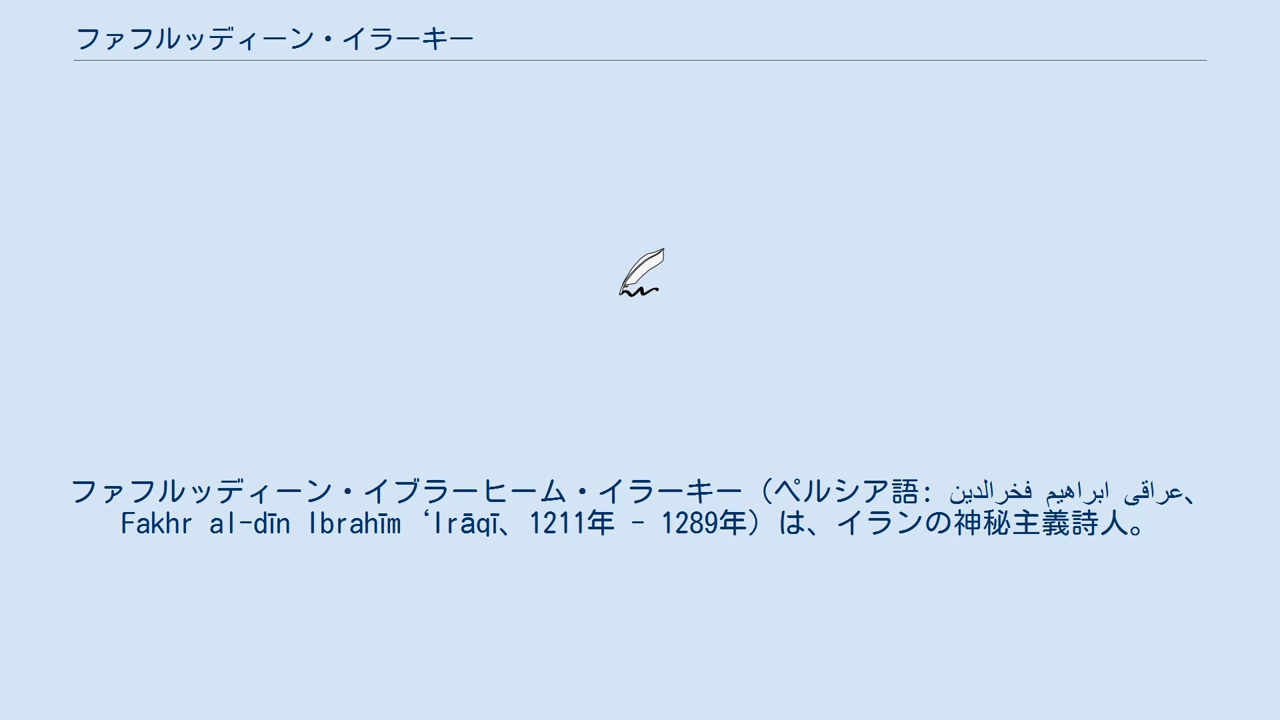 ファフルッディーン・イラーキー
ファフルッディーン・イブラーヒーム・イラーキー（ペルシア語: فخرالدین ابراهیم عراقی、
Fakhr al-dīn Ibrahīm ‘Irāqī、1211年 - 1289年）は、イランの神秘主義詩人。